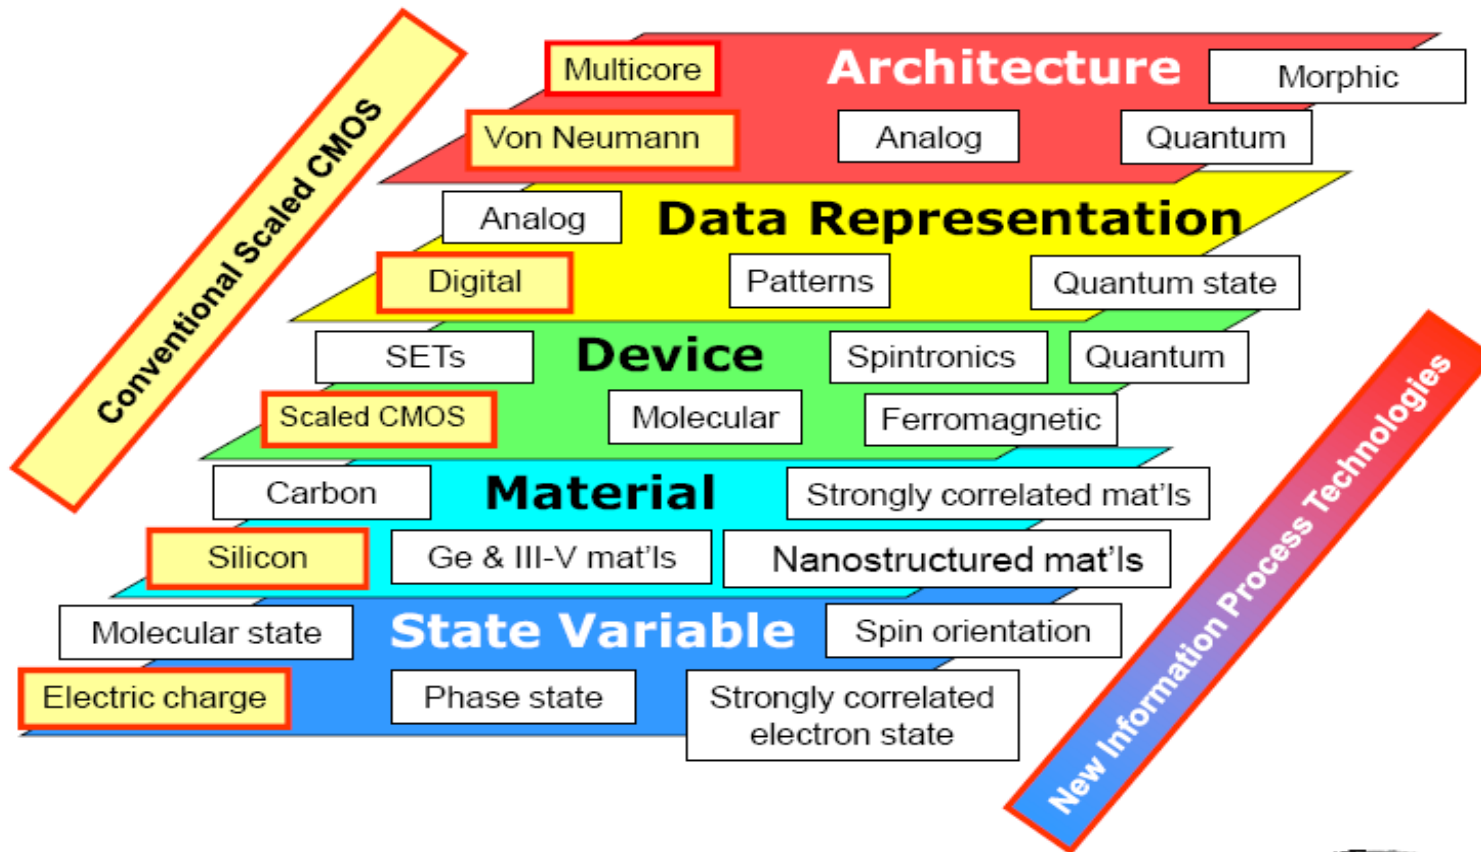 Conventional Scaled CMOS
Multicore
Architecture
Morphic
Von Neumann
Analog
Quantum
Analog
Data Representation
Digital
Patterns
Quantum state
SETs
Device
Spintronics
Quantum
Scaled CMOS
Molecular
Ferromagnetic
Carbon
Material
Strongly correlated mat'ls
Silicon
Ge & III-V mat'ls
Nanostructured mat'ls
Molecular state
State Variable
Spin orientation
Electric charge
Phase state
Strongly correlated
electron state
New Information Process Technologies